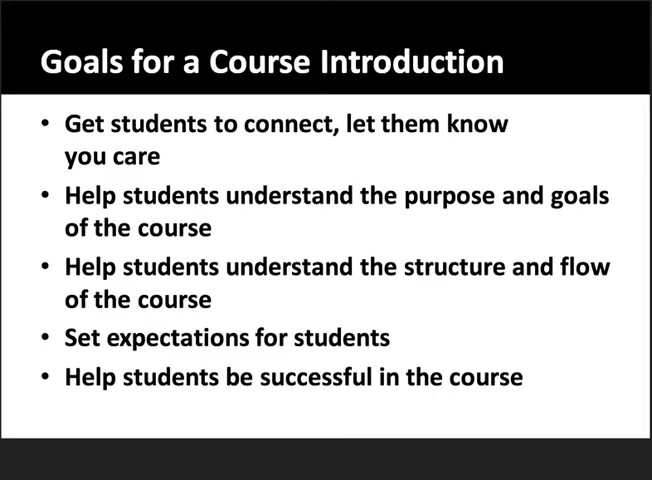 Goals for a Course Introduction
• Get students to connect, let them know
you care
• Help students understand the purpose and goals
of the course
• Help students understand the structure and flow
of the course
• Set expectations for students
• Help students be successful in the course